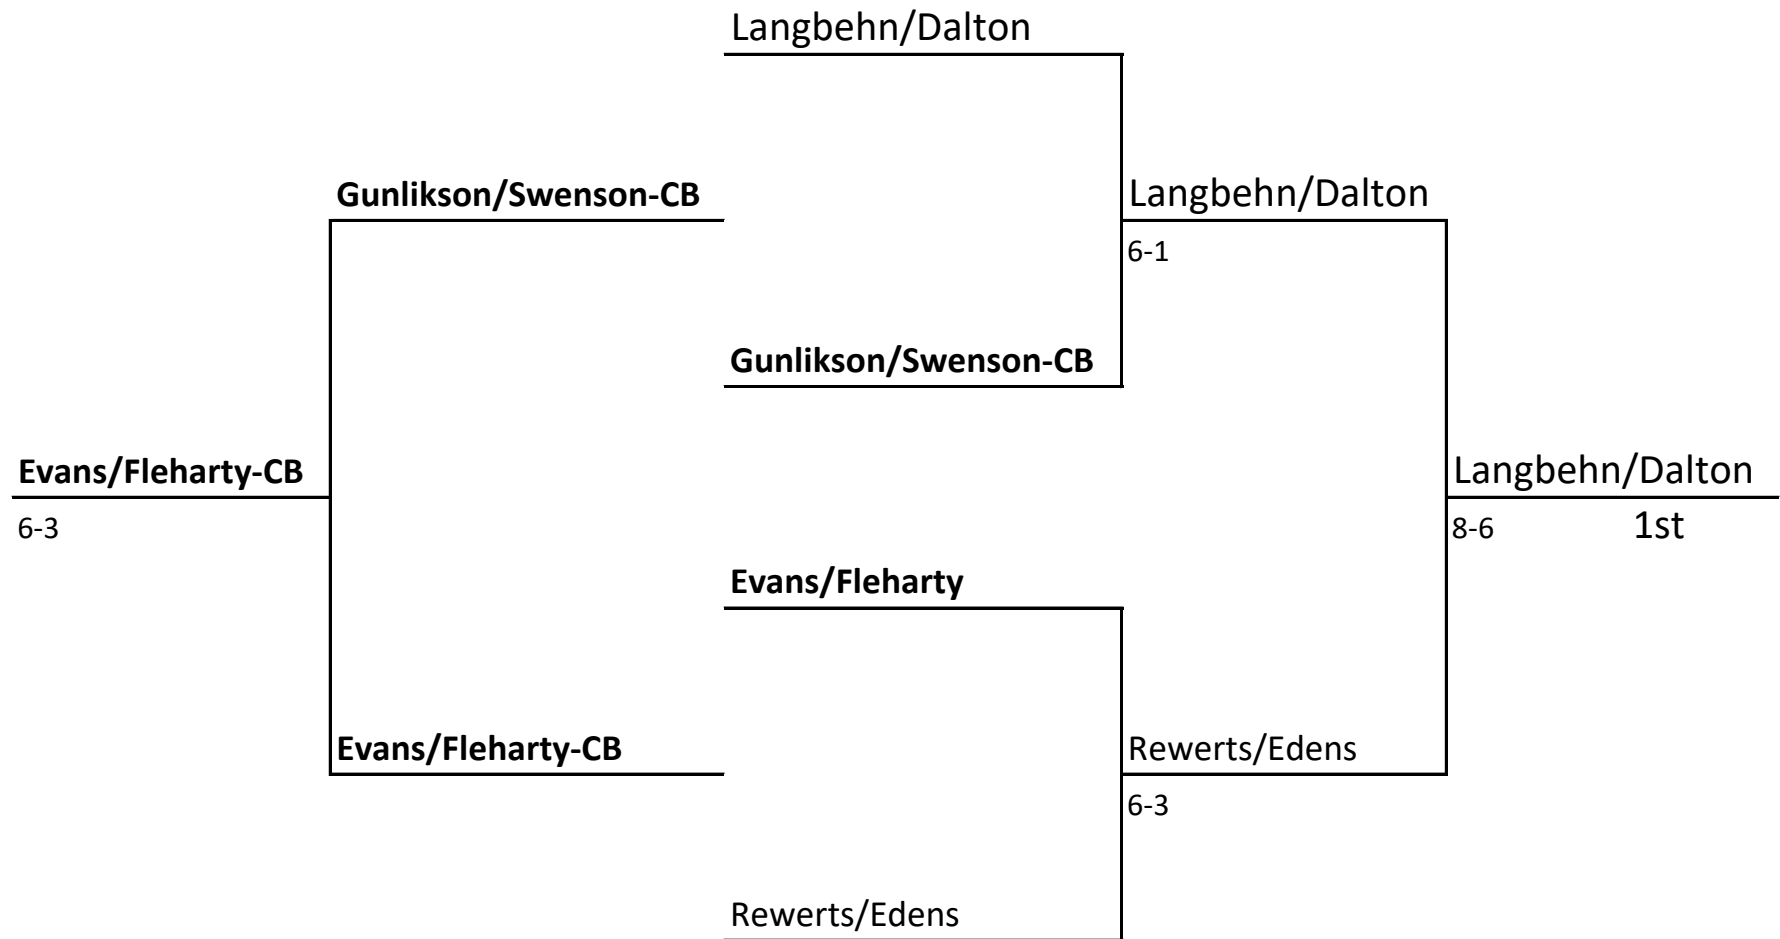 Langbehn/Dalton
Gunlikson/Swenson-CB
Langbehn/Dalton
6-1
Gunlikson/Swenson-CB
Evans/Fleharty-CB
Langbehn/Dalton
6-3
8-6
1st
Evans/Fleharty
Evans/Fleharty-CB
Rewerts/Edens
6-3
Rewerts/Edens